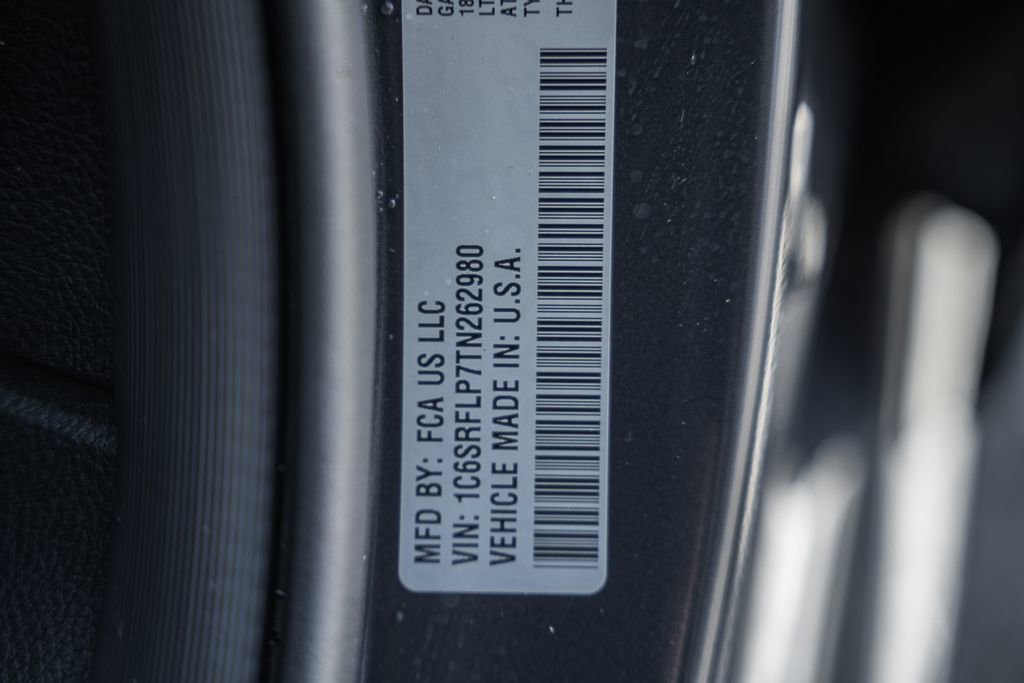 MFD BY: FCA US LLC
VIN: 1C6SRFLP7TN262980
VEHICLE MADE IN: U.S.A.